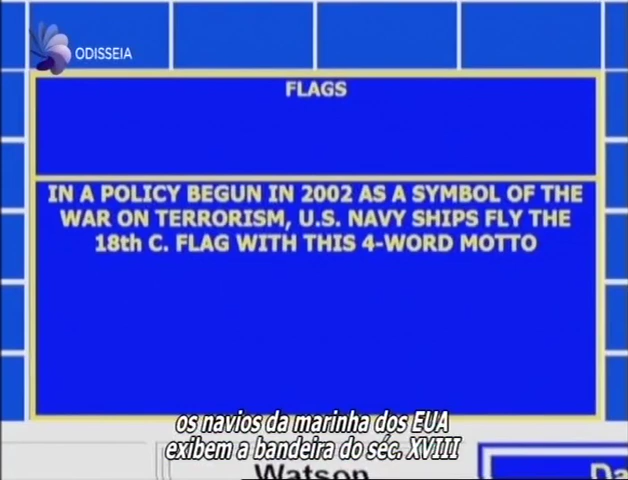 ODISSEIA
FLAGS
IN A POLICY BEGUN IN 2002 AS A SYMBOL OF THE
WAR ON TERRORISM, U.S. NAVY SHIPS FLY THE
18th C. FLAG WITH THIS 4-WORD MOTTO
os navios da marinha dos EUA
exibem a bandeira do séc. XVIII
Watson